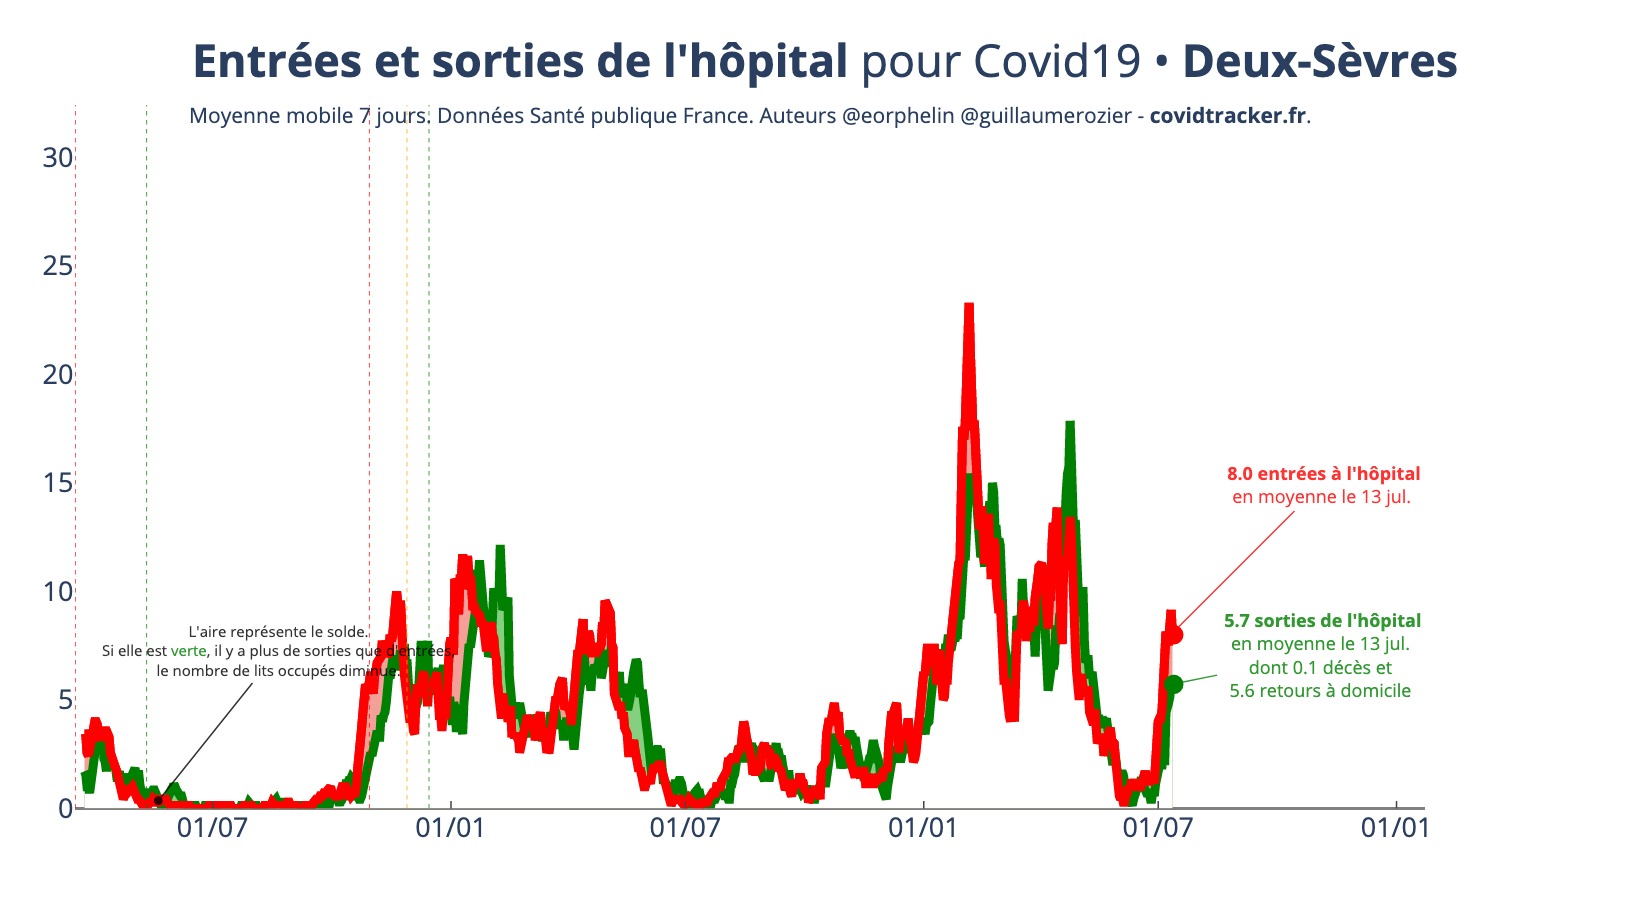 Entrées et sorties de l'hôpital pour Covid19 • Deux-Sèvres
Moyenne mobile 7 jours. Données Santé publique France. Auteurs @eorphelin @guillaumerozier - covidtracker.fr.
30
25
20
15
10
5
0
8.0 entrées à l'hôpital
en moyenne le 13 jul.
5.7 sorties de l'hôpital
en moyenne le 13 jul.
dont 0.1 décès et
5.6 retours à domicile
L'aire représente le solde.
Si elle est verte, il y a plus de sorties que d'entrées,
le nombre de lits occupés diminue.
01/07
01/01
01/07
01/01
01/07
01/01